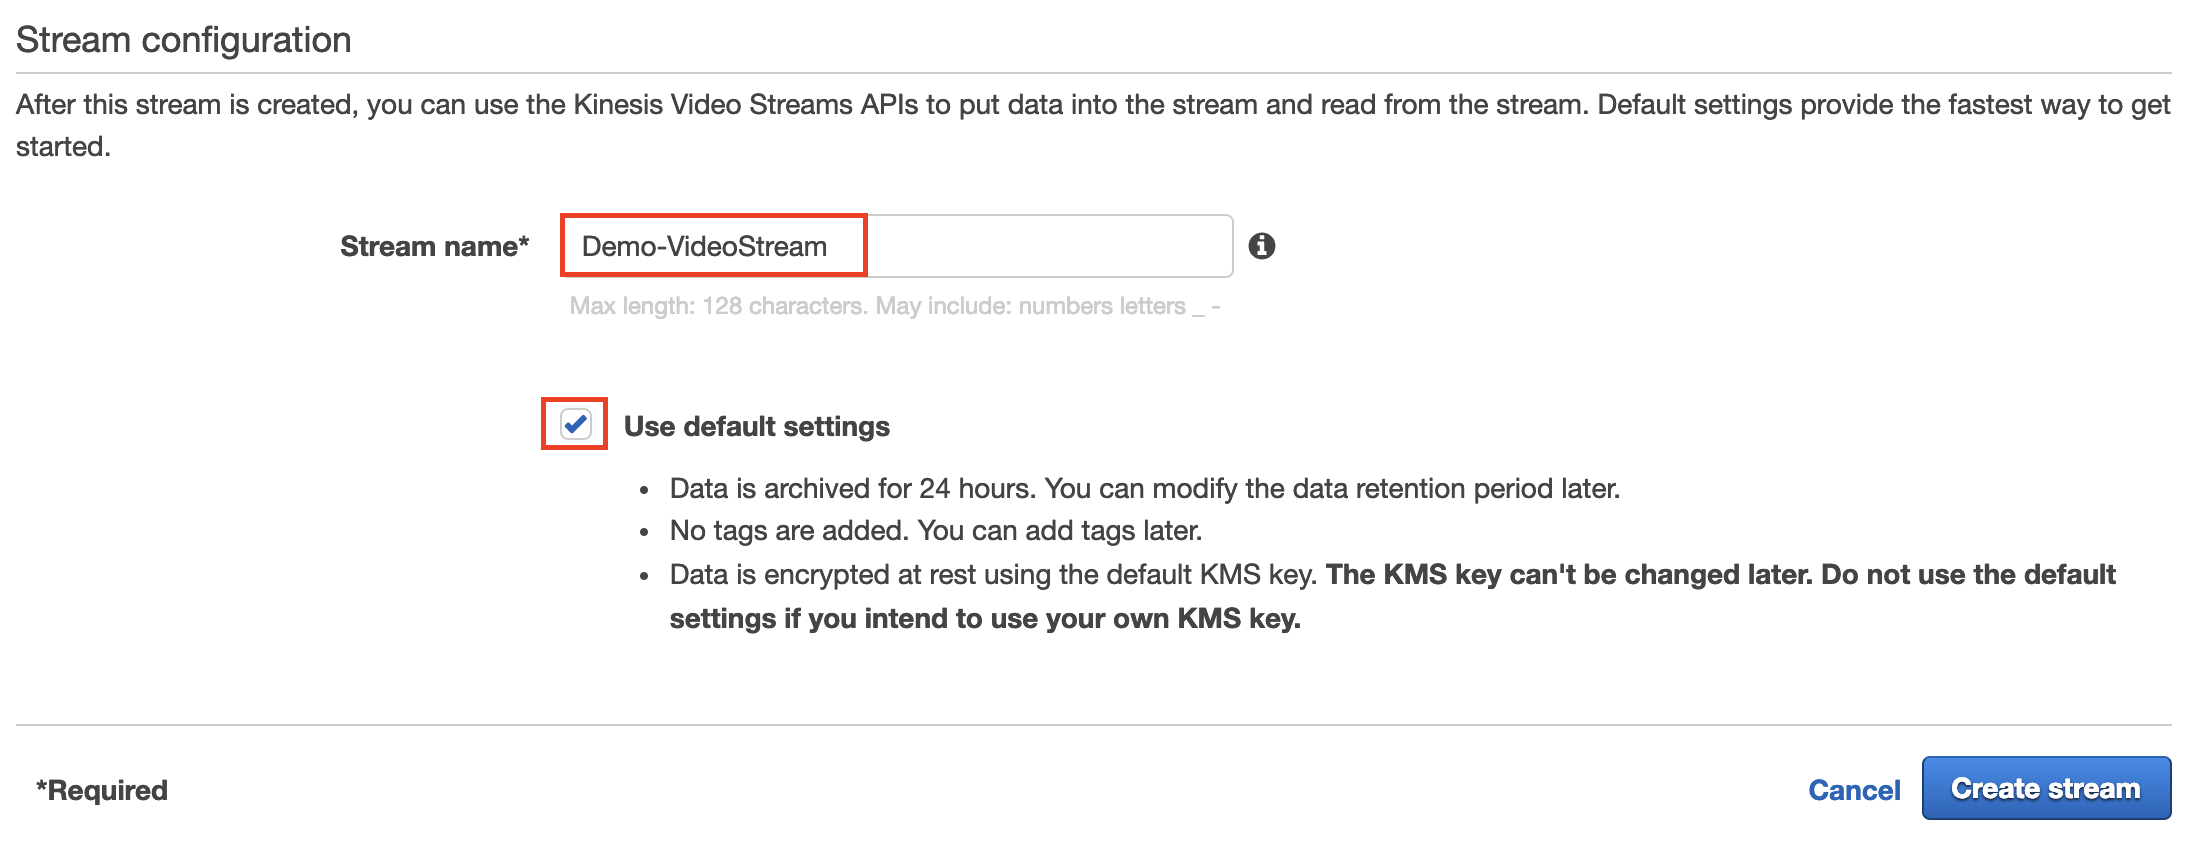 Stream configuration
After this stream is created, you can use the Kinesis Video Streams APIs to put data into the stream and read from the stream. Default settings provide the fastest way to get
started.
Stream name* Demo-VideoStream
Max length: 128 characters. May include: numbers letters _ -
Use default settings
• Data is archived for 24 hours. You can modify the data retention period later.
• No tags are added. You can add tags later.
• Data is encrypted at rest using the default KMS key. The KMS key can't be changed later. Do not use the default
settings if you intend to use your own KMS key.
*Required Cancel Create stream